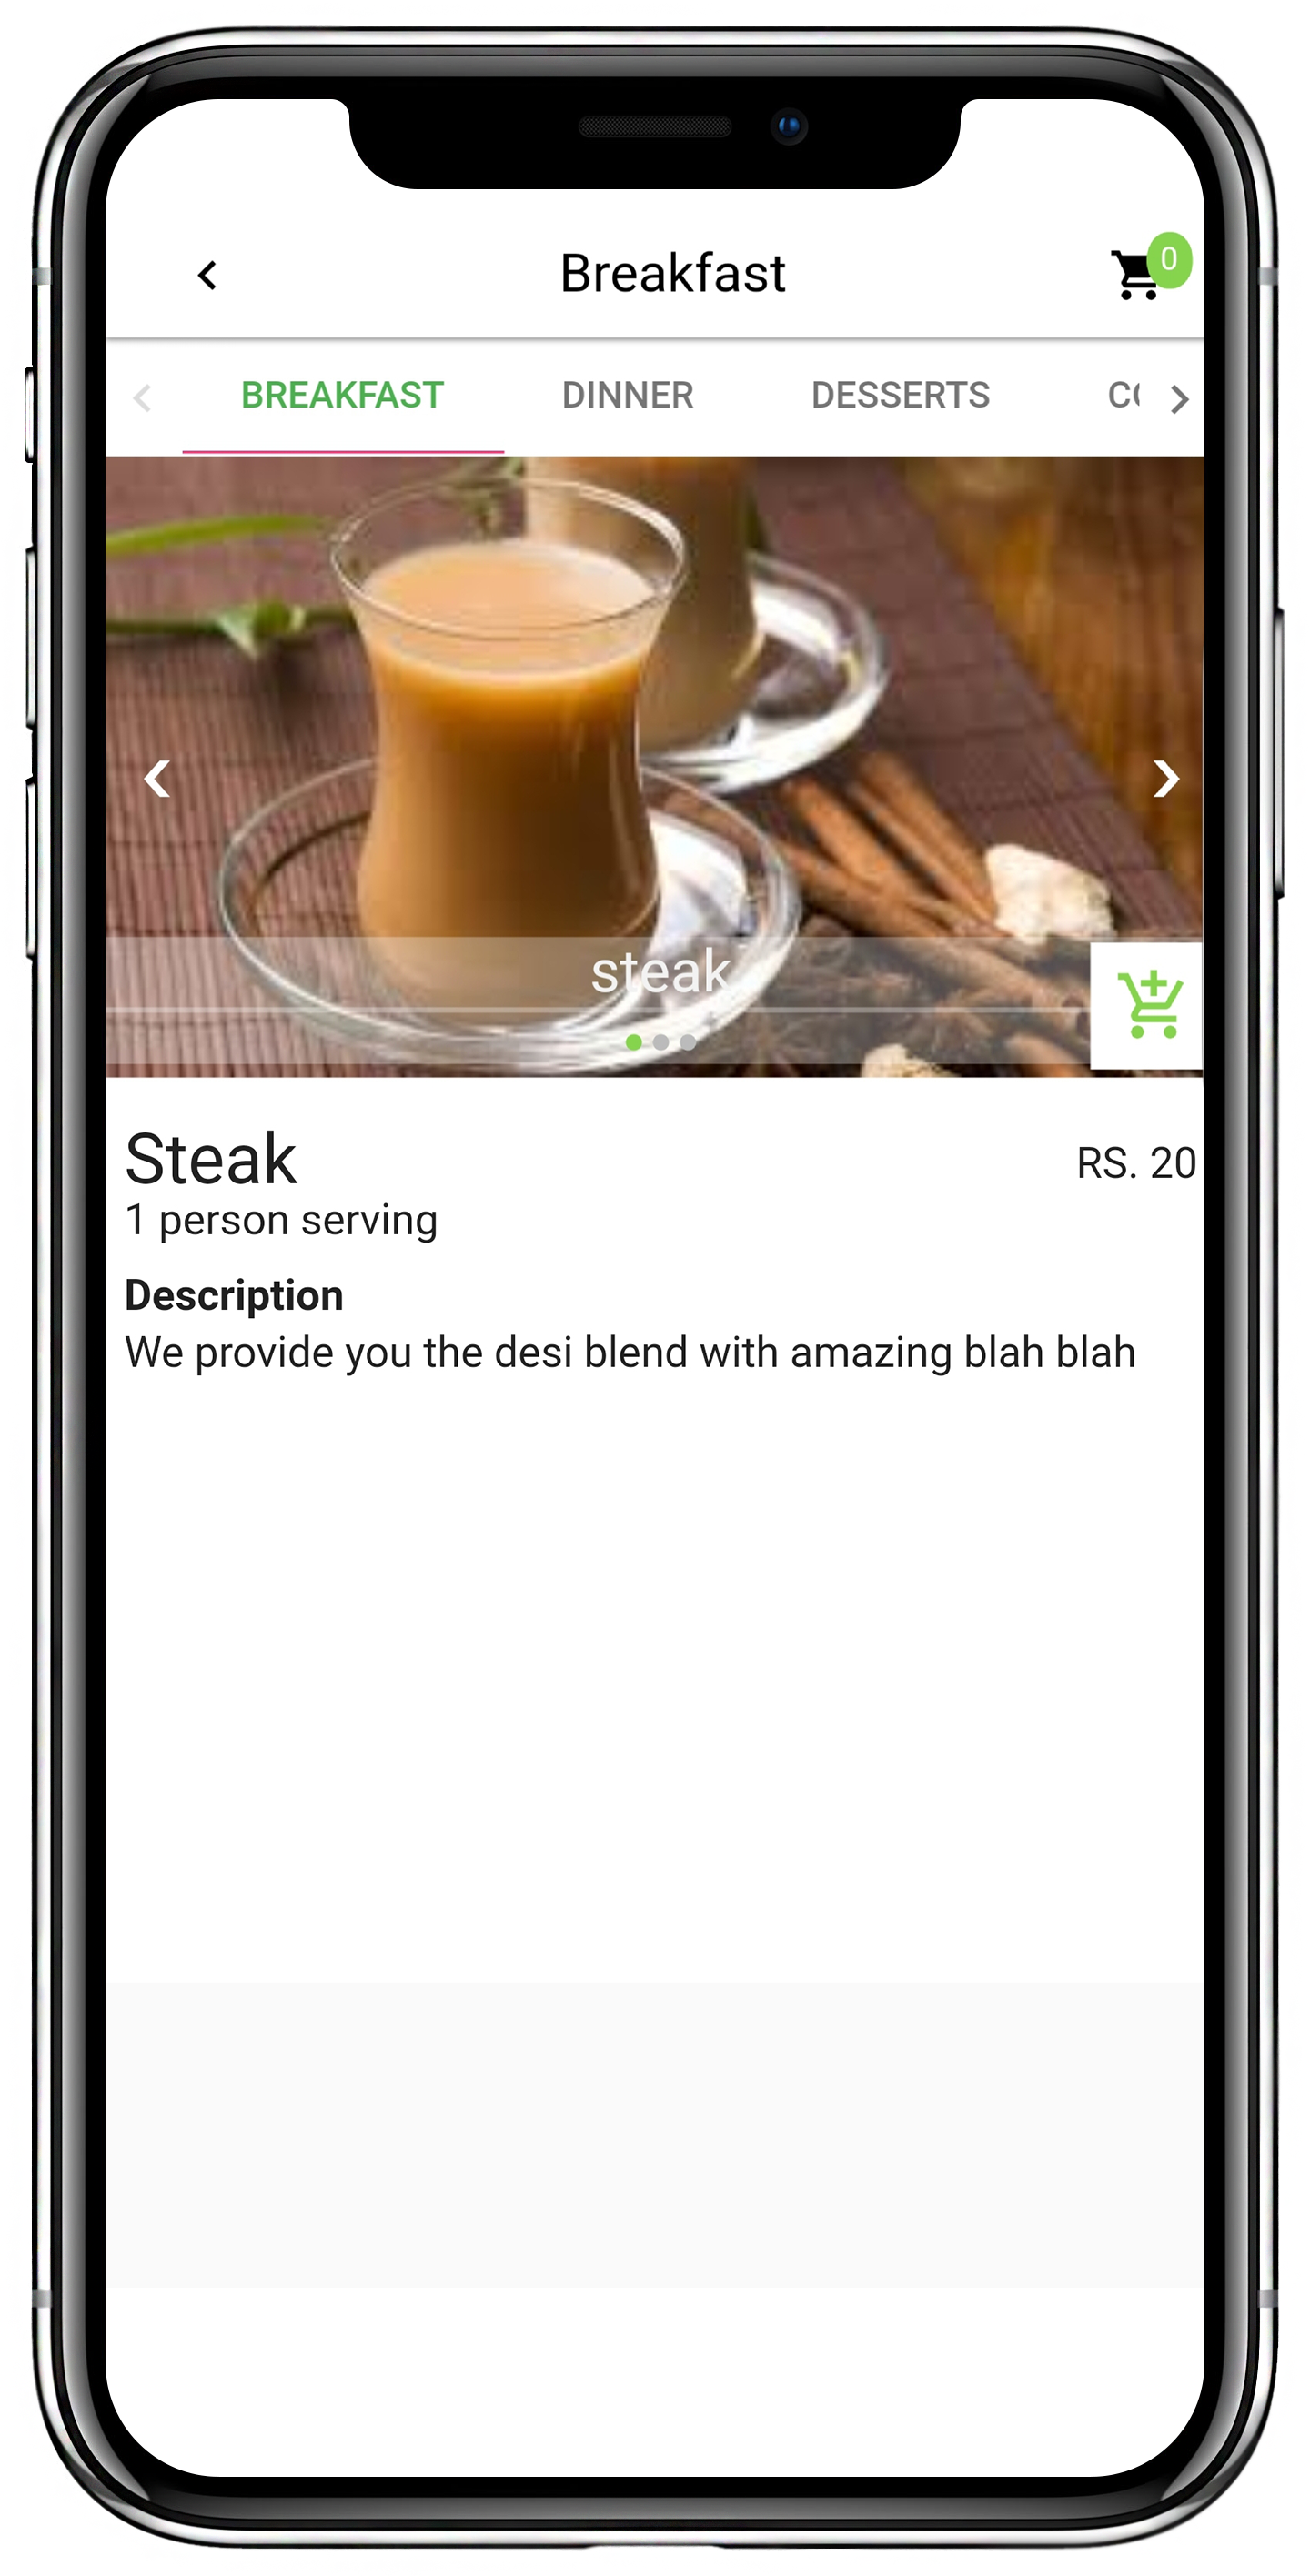 Breakfast
0
BREAKFAST DINNER DESSERTS
steak
Steak
RS. 20
1 person serving
Description
We provide you the desi blend with amazing blah blah